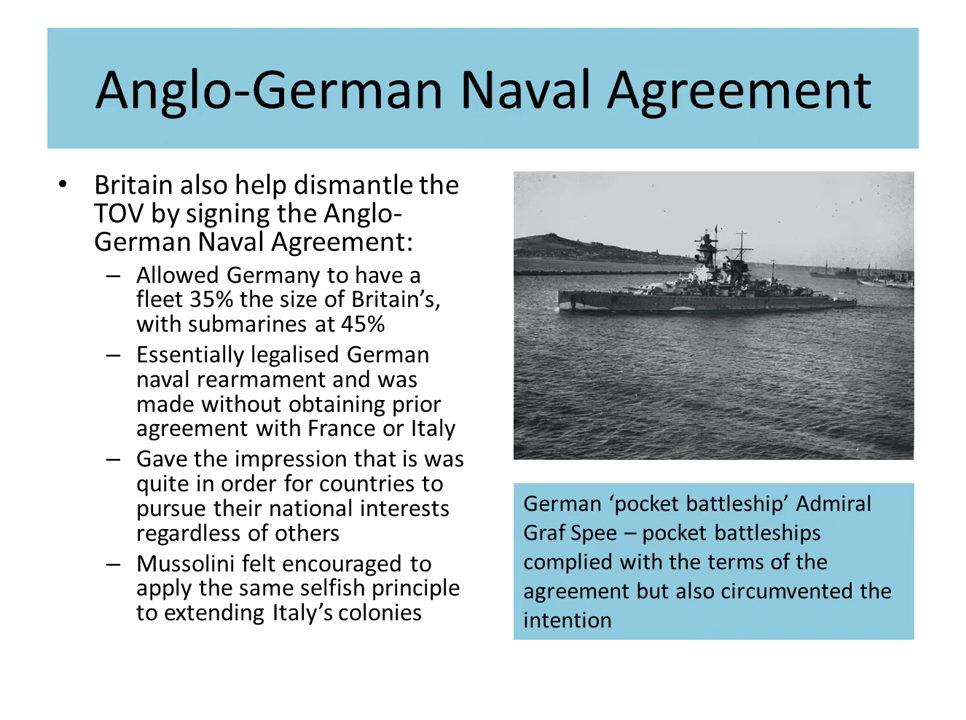 Anglo-German Naval Agreement
• Britain also help dismantle the
TOV by signing the Anglo-
German Naval Agreement:
– Allowed Germany to have a
fleet 35% the size of Britain’s,
with submarines at 45%
– Essentially legalised German
naval rearmament and was
made without obtaining prior
agreement with France or Italy
– Gave the impression that is was
quite in order for countries to
pursue their national interests
regardless of others
– Mussolini felt encouraged to
apply the same selfish principle
to extending Italy’s colonies
German ‘pocket battleship’ Admiral
Graf Spee – pocket battleships
complied with the terms of the
agreement but also circumvented the
intention